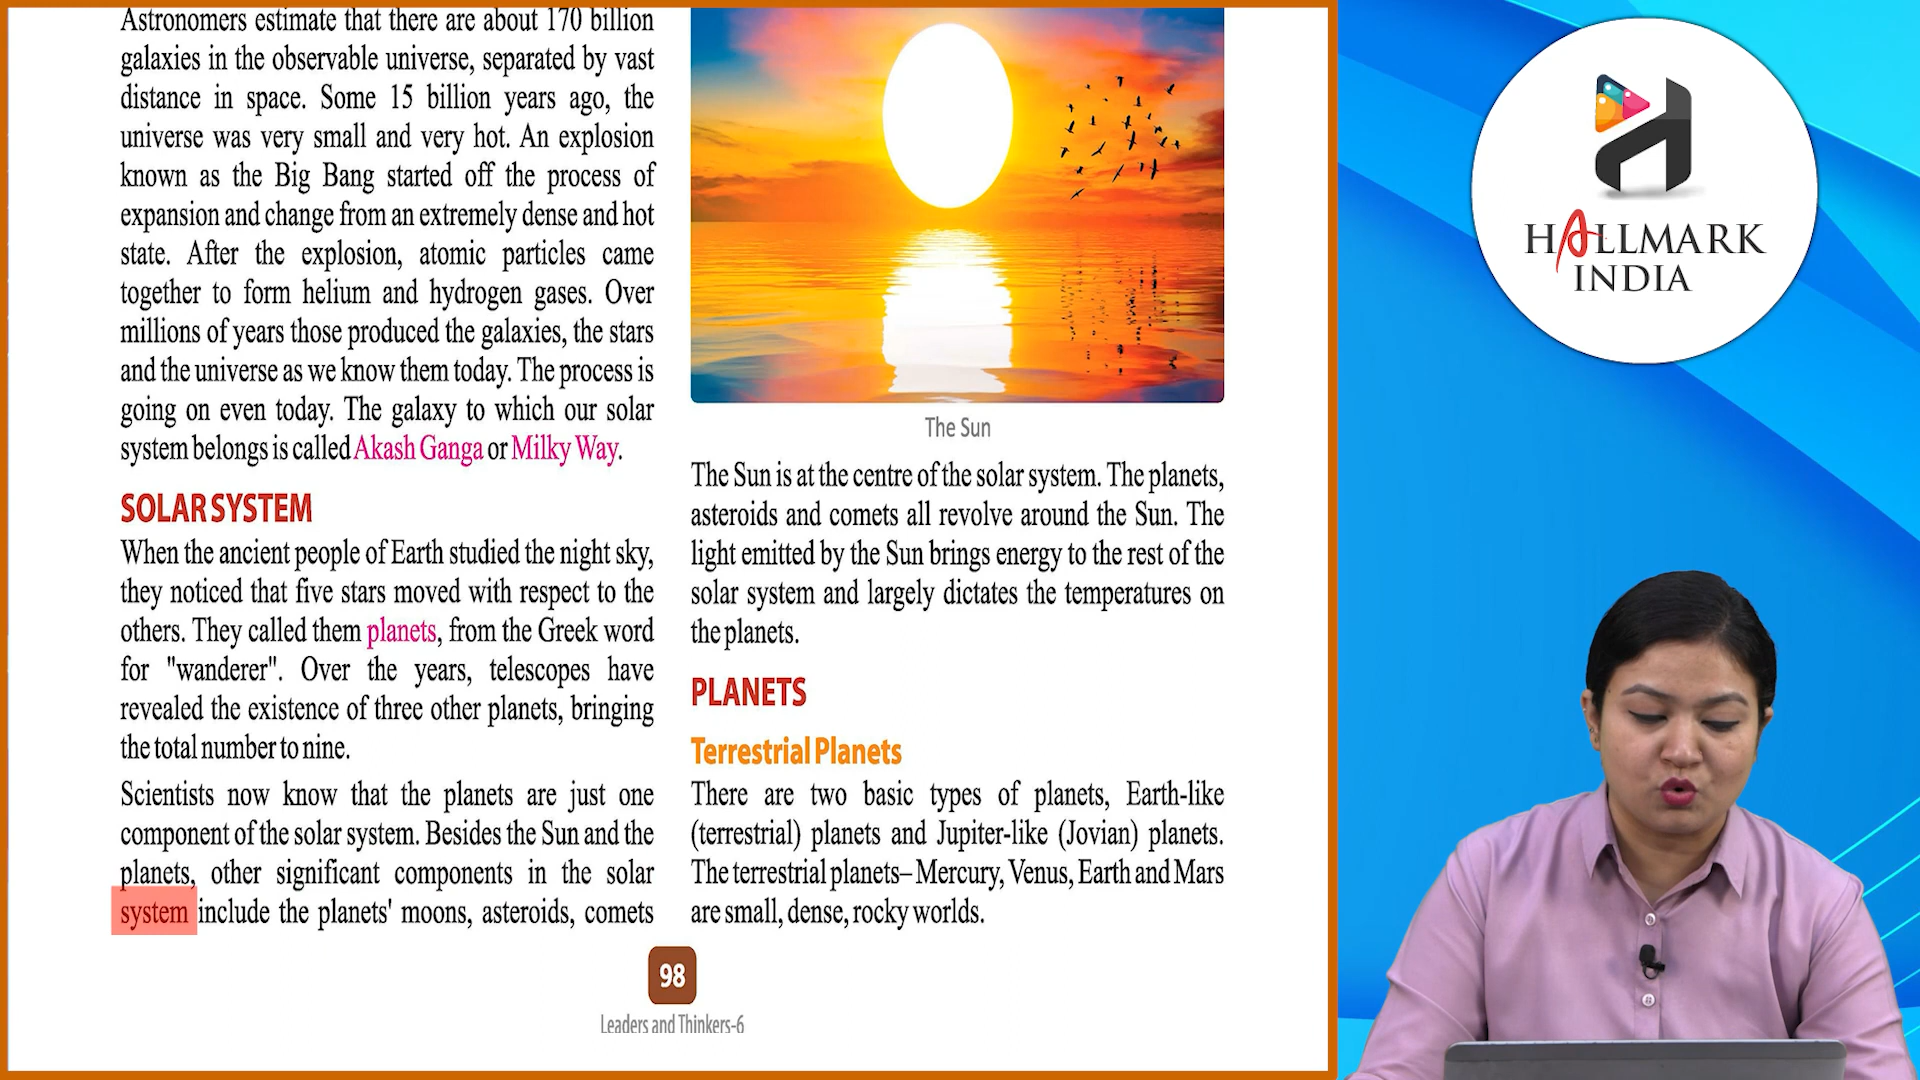 Astronomers estimate that there are about 170 billion
galaxies in the observable universe, separated by vast
distance in space. Some 15 billion years ago, the
universe was very small and very hot. An explosion
known as the Big Bang started off the process of
expansion and change from an extremely dense and hot
state. After the explosion, atomic particles came
together to form helium and hydrogen gases. Over
millions of years those produced the galaxies, the stars
and the universe as we know them today. The process is
going on even today. The galaxy to which our solar
system belongs is called Akash Ganga or Milky Way.
SOLAR SYSTEM
When the ancient people of Earth studied the night sky,
they noticed that five stars moved with respect to the
others. They called them planets, from the Greek word
for "wanderer". Over the years, telescopes have
revealed the existence of three other planets, bringing
the total number to nine.
Scientists now know that the planets are just one
component of the solar system. Besides the Sun and the
planets, other significant components in the solar
system include the planets' moons, asteroids, comets
The Sun
The Sun is at the centre of the solar system. The planets,
asteroids and comets all revolve around the Sun. The
light emitted by the Sun brings energy to the rest of the
solar system and largely dictates the temperatures on
the planets.
PLANETS
Terrestrial Planets
There are two basic types of planets, Earth-like
(terrestrial) planets and Jupiter-like (Jovian) planets.
The terrestrial planets– Mercury, Venus, Earth and Mars
are small, dense, rocky worlds.
98
Leaders and Thinkers-6
HALLMARK
INDIA